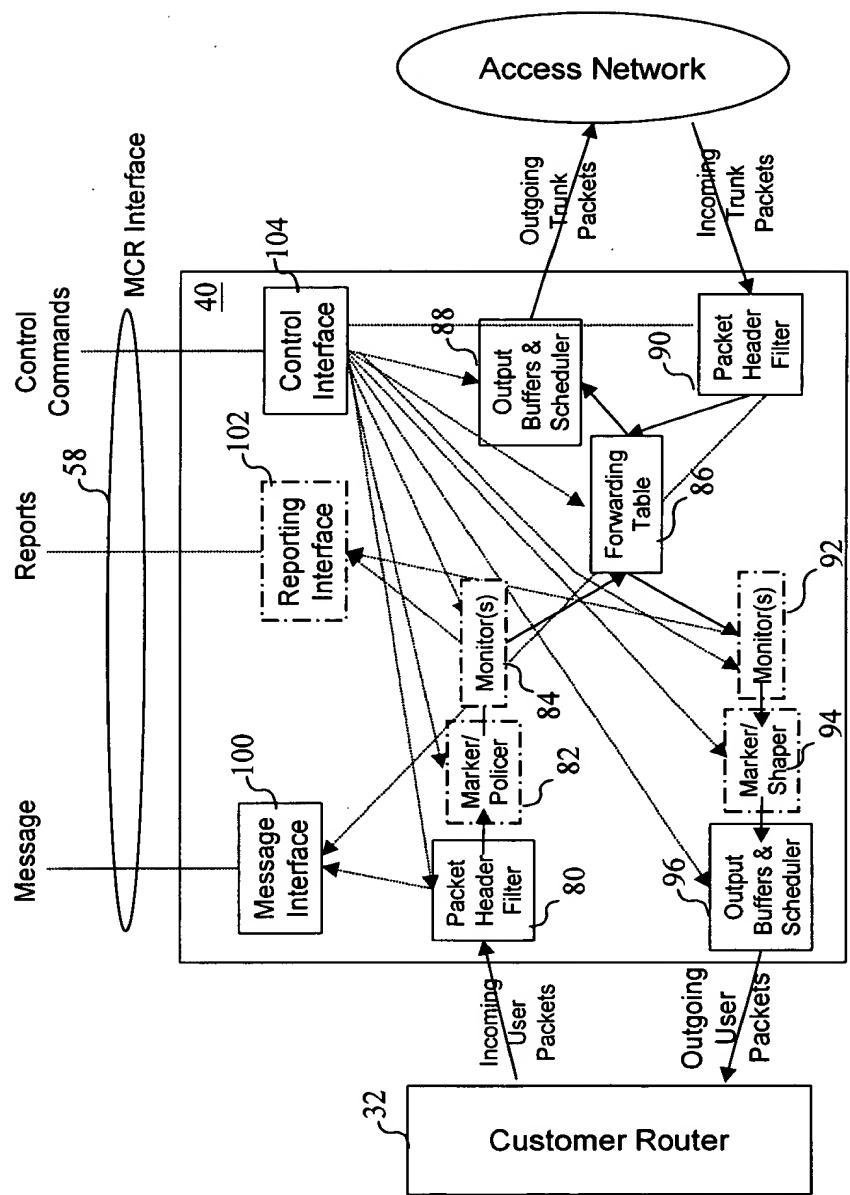 Message
Reports
Control
Commands
58
MCR Interface
40
100
Message
Interface
102
Reporting
Interface
104
Control
Interface
32
Customer Router
Incoming
User
Packets
Packet
Header
Filter
80
Marker/
Policer
82
Monitor(s)
84
Forwarding
Table
86
88
Output
Buffers &
Scheduler
Outgoing
Trunk
Packets
Access Network
Incoming
Trunk
Packets
90
Packet
Header
Filter
Monitor(s)
92
Marker/
Shaper
94
96
Output
Buffers &
Scheduler
Outgoing
User
Packets